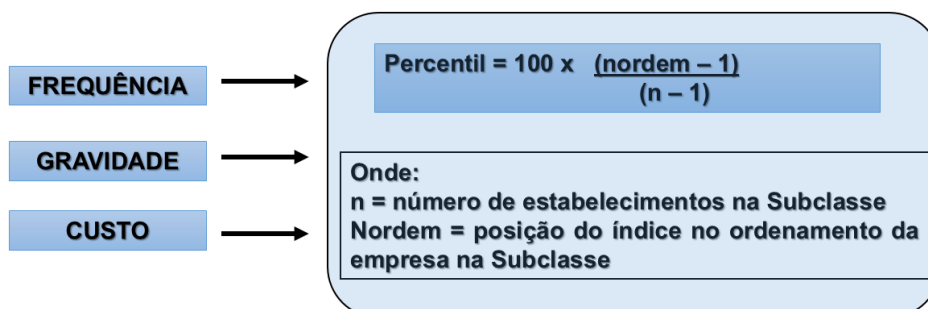 FREQUÊNCIA
GRAVIDADE
CUSTO
Percentil = 100 x (nordem – 1)
(n – 1)
Onde:
n = número de estabelecimentos na Subclasse
Nordem = posição do índice no ordenamento da
empresa na Subclasse